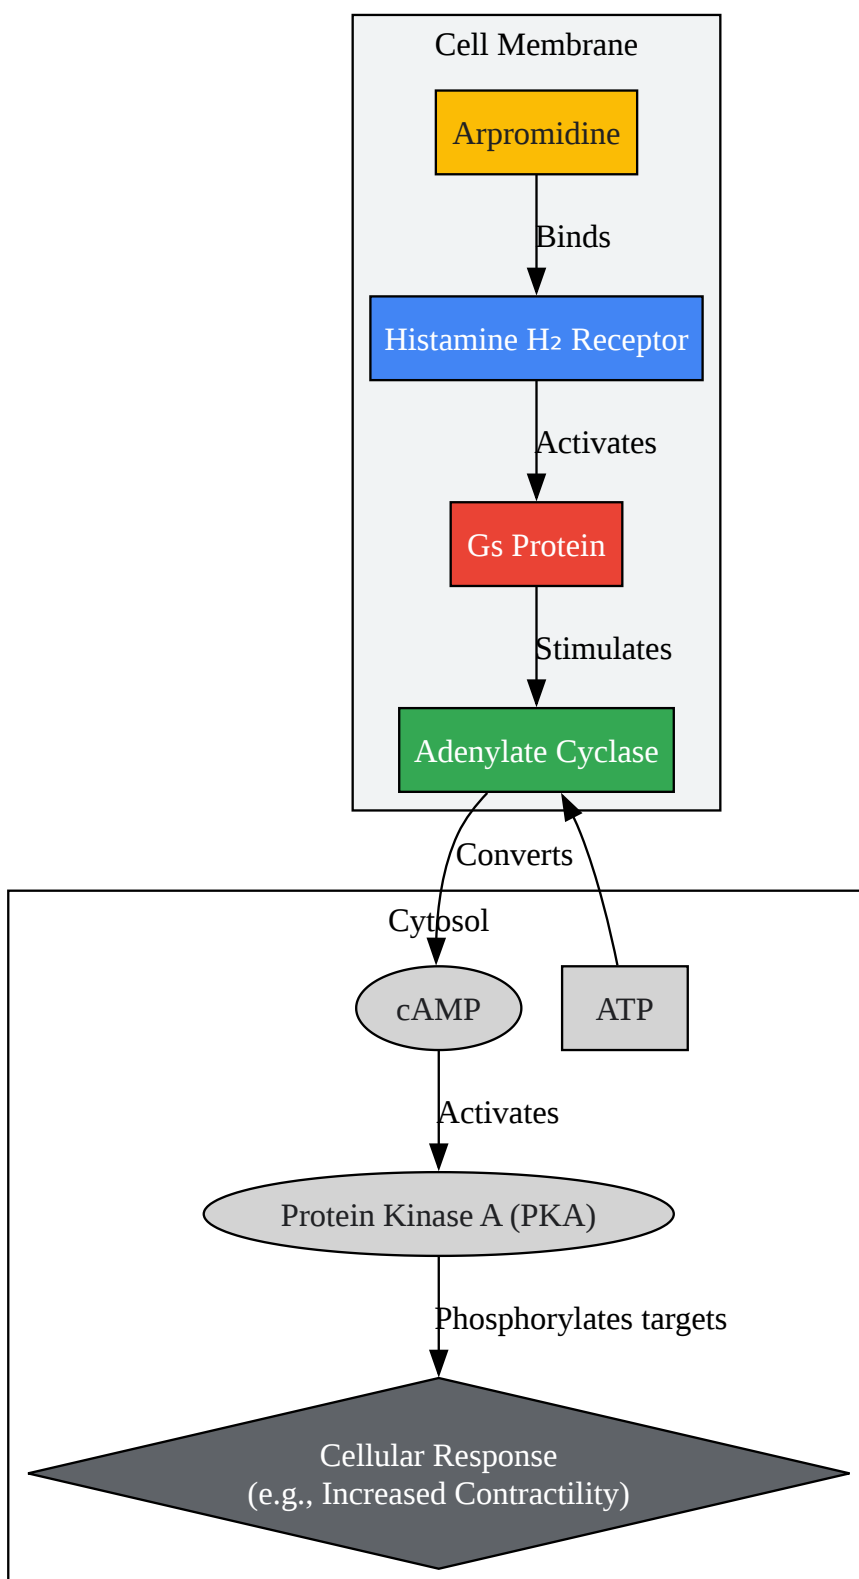 Cell Membrane
Arpromidine
Binds
Histamine H₂ Receptor
Activates
Gs Protein
Stimulates
Adenylate Cyclase
Converts
Cytosol
cAMP
ATP
Activates
Protein Kinase A (PKA)
Phosphorylates targets
Cellular Response
(e.g., Increased Contractility)